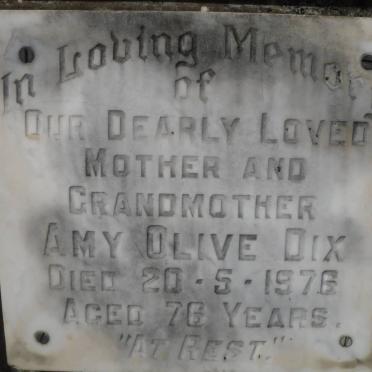 In Loving Memory
of
OUR DEARLY LOVED
MOTHER AND
GRANDMOTHER
AMY OLIVE DIX
DIED 20-5-1976
AGED 76 YEARS.
"AT REST."